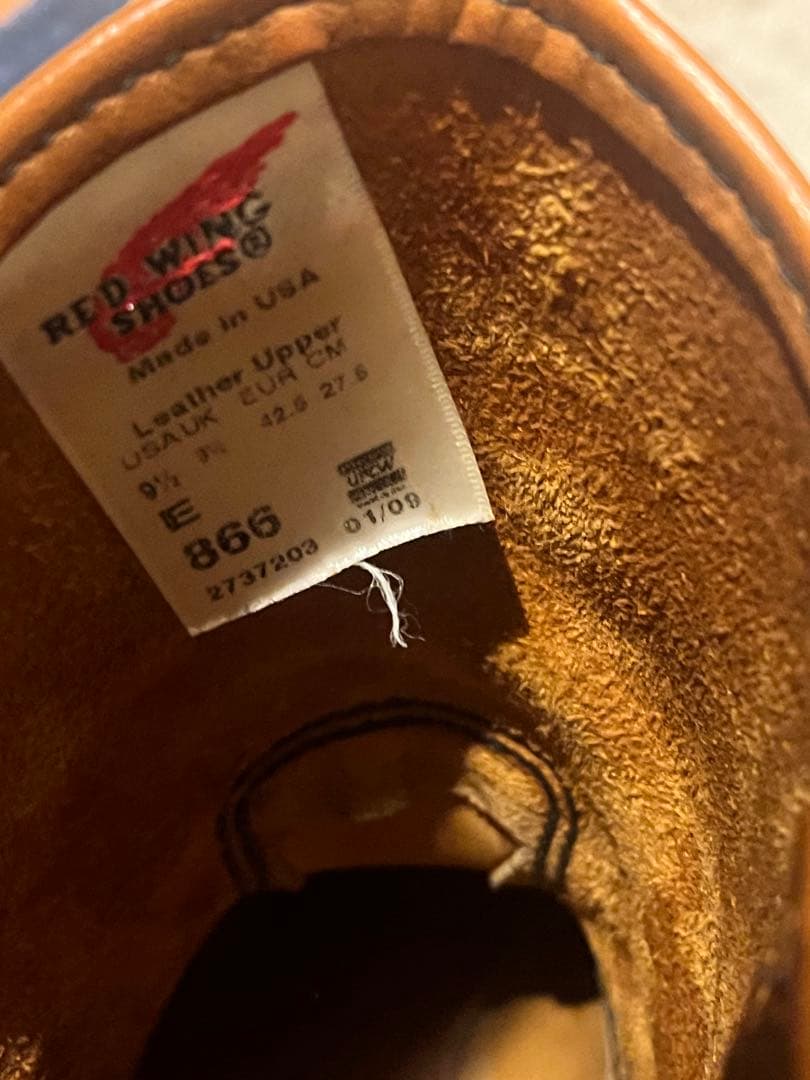 RED WING
SHOES®
Made in USA
Leather Upper
USA UK EUR CM
9½ 42.5 27.5
E
866 UFCW
2737203 01/09